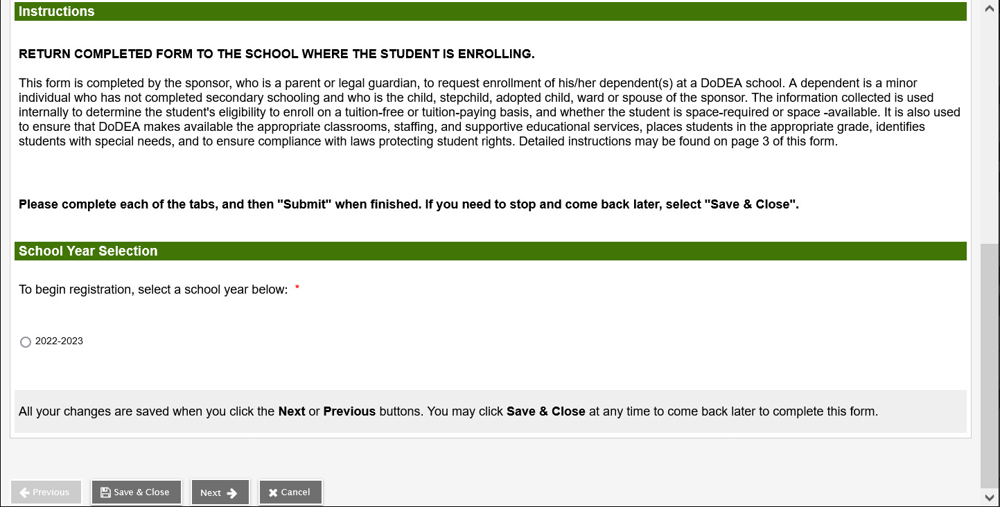 Instructions
RETURN COMPLETED FORM TO THE SCHOOL WHERE THE STUDENT IS ENROLLING.
This form is completed by the sponsor, who is a parent or legal guardian, to request enrollment of his/her dependent(s) at a DoDEA school. A dependent is a minor
individual who has not completed secondary schooling and who is the child, stepchild, adopted child, ward or spouse of the sponsor. The information collected is used
internally to determine the student's eligibility to enroll on a tuition-free or tuition-paying basis, and whether the student is space-required or space -available. It is also used
to ensure that DoDEA makes available the appropriate classrooms, staffing, and supportive educational services, places students in the appropriate grade, identifies
students with special needs, and to ensure compliance with laws protecting student rights. Detailed instructions may be found on page 3 of this form.
Please complete each of the tabs, and then "Submit" when finished. If you need to stop and come back later, select "Save & Close".
School Year Selection
To begin registration, select a school year below: *
2022-2023
All your changes are saved when you click the Next or Previous buttons. You may click Save & Close at any time to come back later to complete this form.
Previous Save & Close Next Cancel